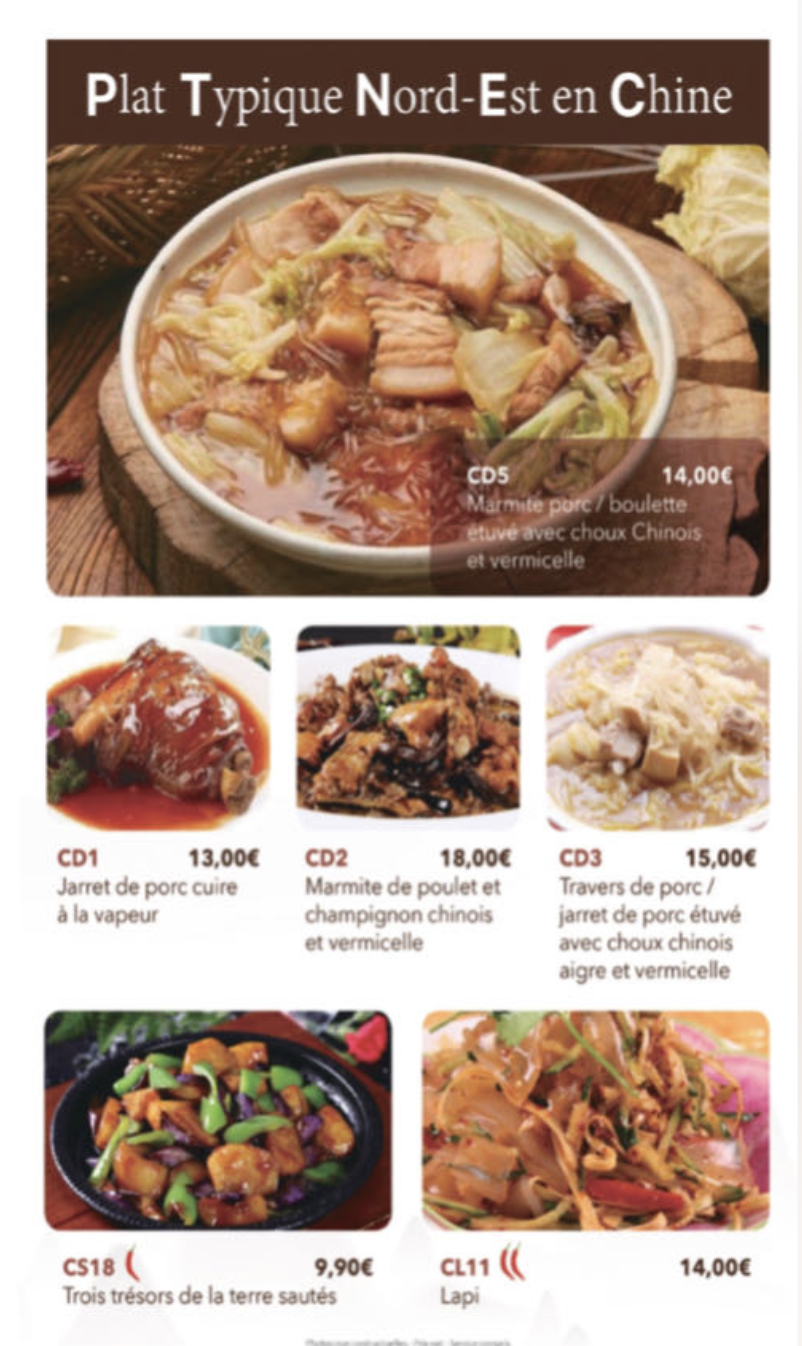 Plat Typique Nord-Est en Chine
CD5 14,00€
Marmite porc / boulette
étuvé avec choux Chinois
et vermicelle
CD1 13,00€
Jarret de porc cuire
à la vapeur
CD2 18,00€
Marmite de poulet et
champignon chinois
et vermicelle
CD3 15,00€
Travers de porc /
jarret de porc étuvé
avec choux chinois
aigre et vermicelle
CS18 9,90€
Trois trésors de la terre sautés
CL11 14,00€
Lapi